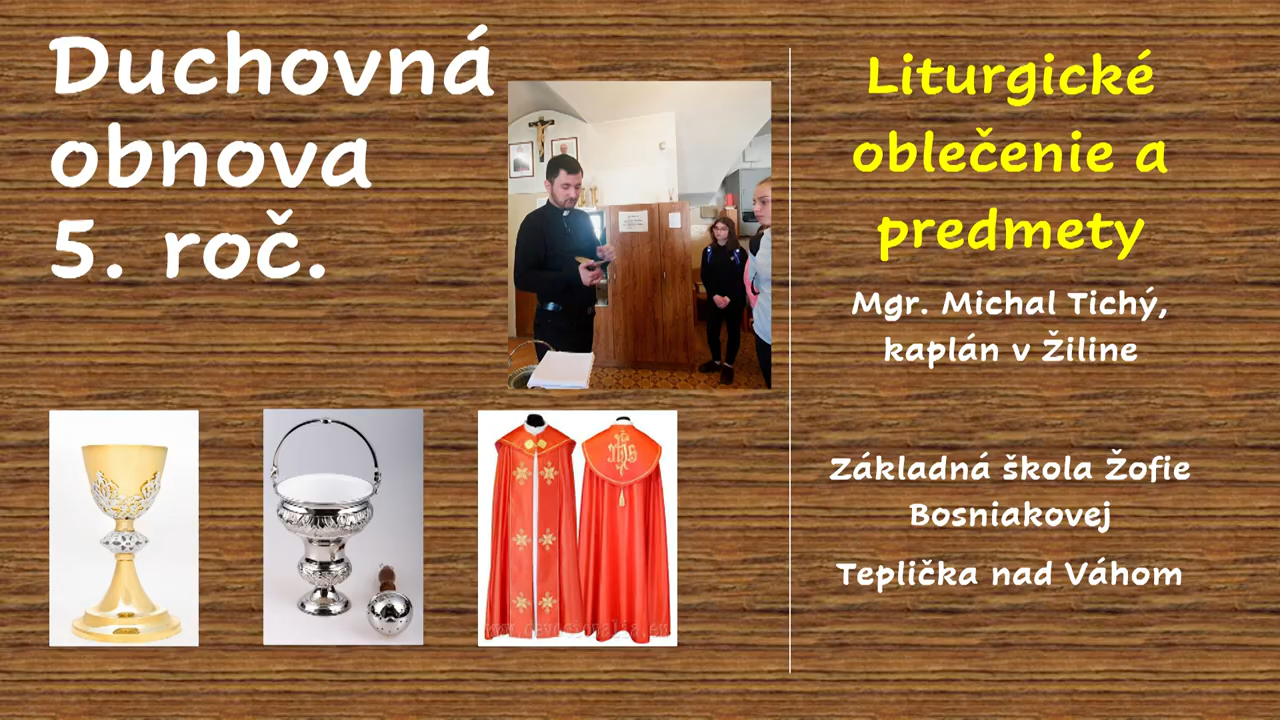 Duchovná
obnova
5. roč.
Liturgické
oblečenie a
predmety
Mgr. Michal Tichý,
kaplán v Žiline
Základná škola Žofie
Bosniakovej
Teplička nad Váhom
IHS